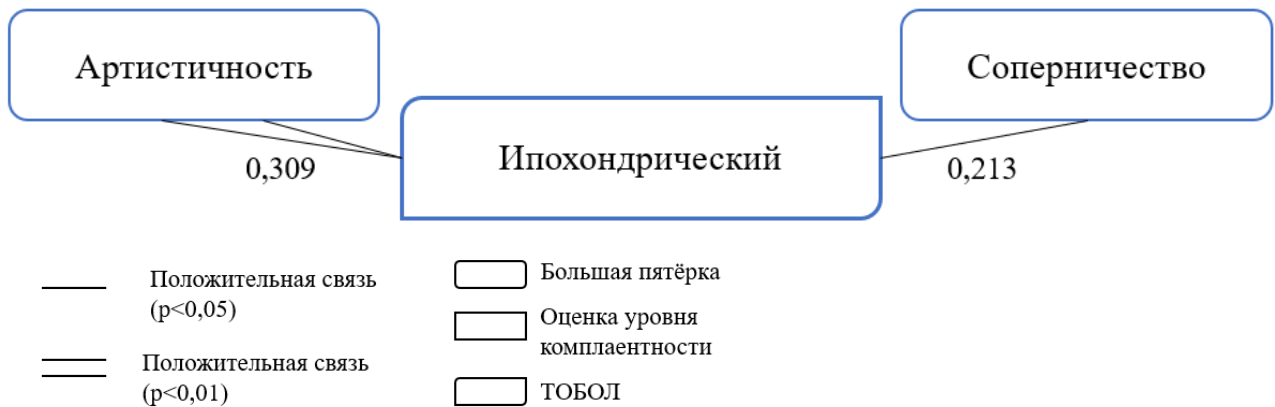 Артистичность
Соперничество
Ипохондрический
0,309
0,213
Положительная связь
(p<0,05)
Положительная связь
(p<0,01)
Большая пятёрка
Оценка уровня
комплаентности
ТОБОЛ